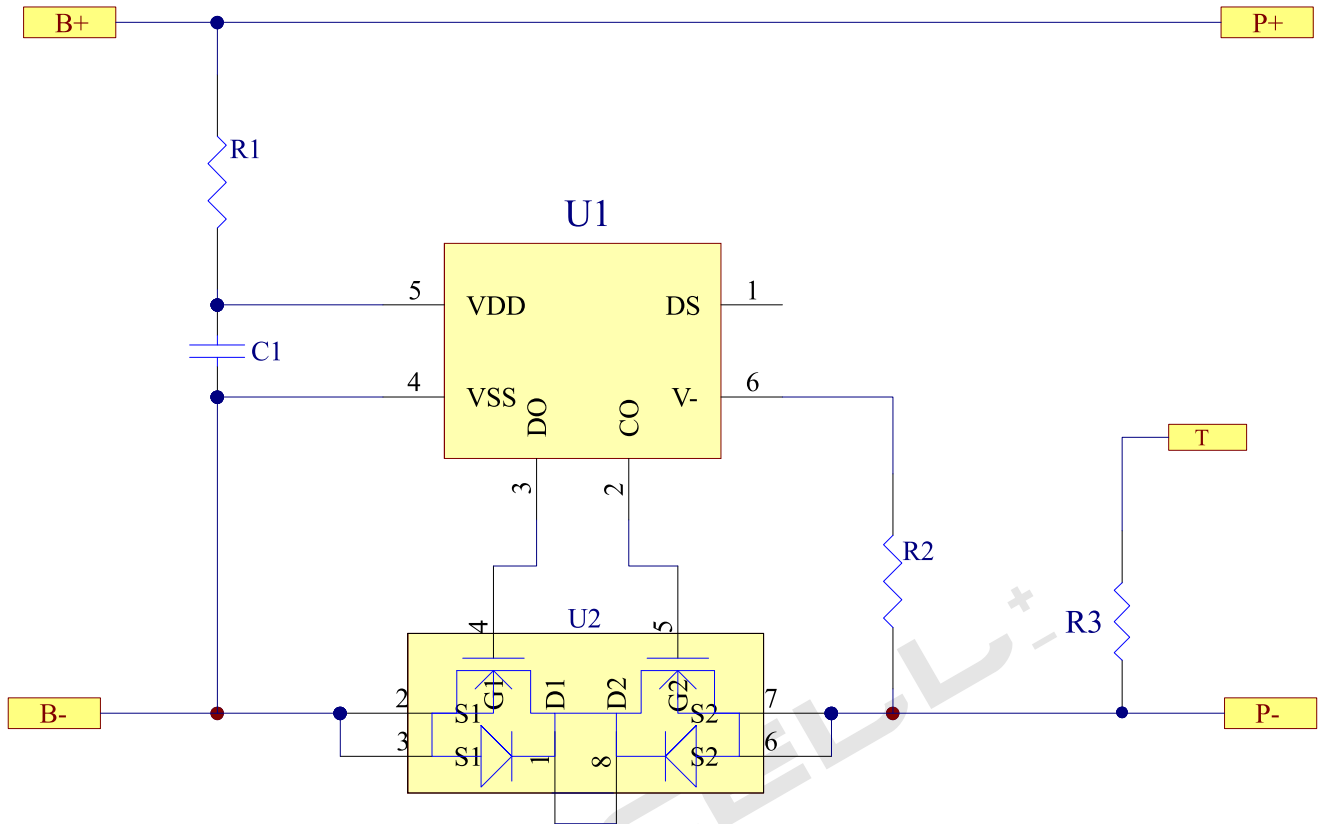 B+
P+
R1
U1
5
VDD
DS
1
C1
4
VSS
DO
CO
V-
6
T
3
2
R2
R3
U2
4
5
B-
2
S1
G1
D1
D2
G2
S2
7
P-
3
S1
1
8
S2
6